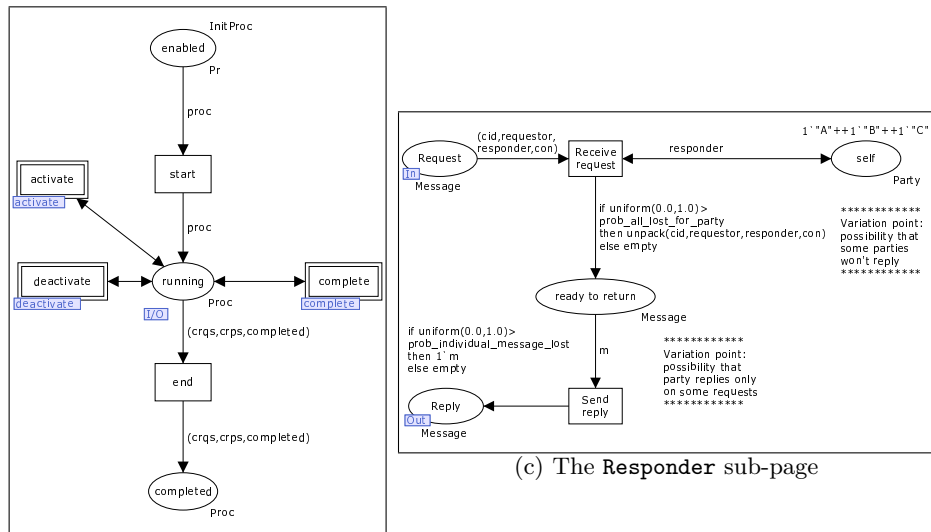 InitProc
enabled
Pr
proc
start
activate
activate
proc
deactivate
deactivate
running
Proc
I/O
complete
complete
(crqs,crps,completed)
end
(crqs,crps,completed)
completed
Proc
1`"A"++1`"B"++1`"C"
Request
In
Message
(cid,requestor,
responder,con)
Receive
request
responder
self
Party
if uniform(0.0,1.0)>
prob_all_lost_for_party
then unpack(cid,requestor,responder,con)
else empty
************
Variation point:
possibility that
some parties
won't reply
************
ready to return
Message
if uniform(0.0,1.0)>
prob_individual_message_lost
then 1`m
else empty
m
************
Variation point:
possibility that
party replies only
on some requests
************
Send
reply
Reply
Out
Message
(c) The Responder sub-page